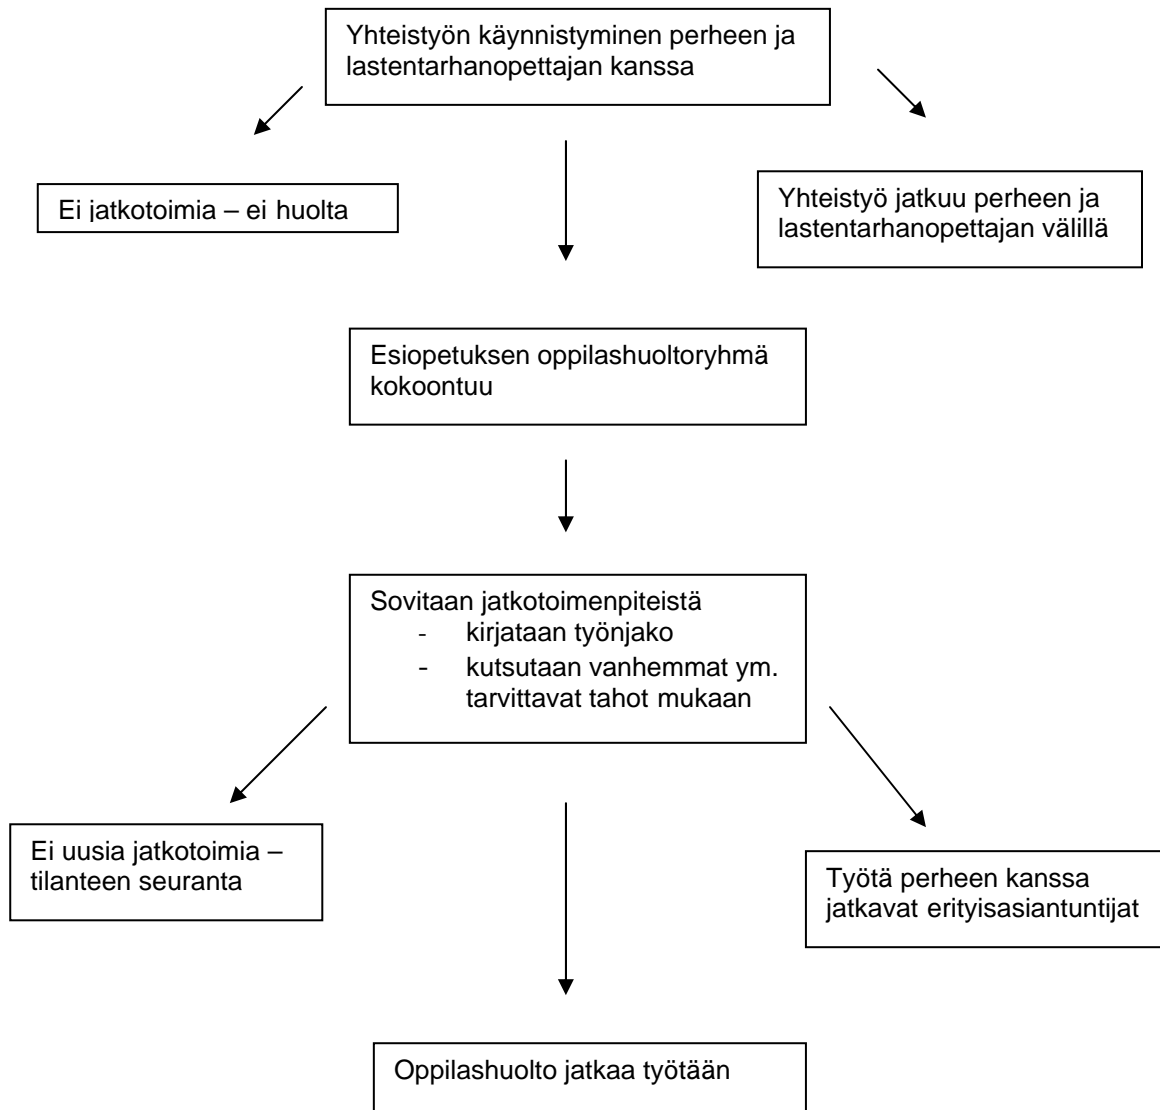 Yhteistyön käynnistyminen perheen ja
lastentarhanopettajan kanssa
Ei jatkotoimia – ei huolta
Yhteistyö jatkuu perheen ja
lastentarhanopettajan välillä
Esiopetuksen oppilashuoltoryhmä
kokoontuu
Sovitaan jatkotoimenpiteistä
- kirjataan työnjako
- kutsutaan vanhemmat ym.
tarvittavat tahot mukaan
Ei uusia jatkotoimia –
tilanteen seuranta
Työtä perheen kanssa
jatkavat erityisasiantuntijat
Oppilashuolto jatkaa työtään